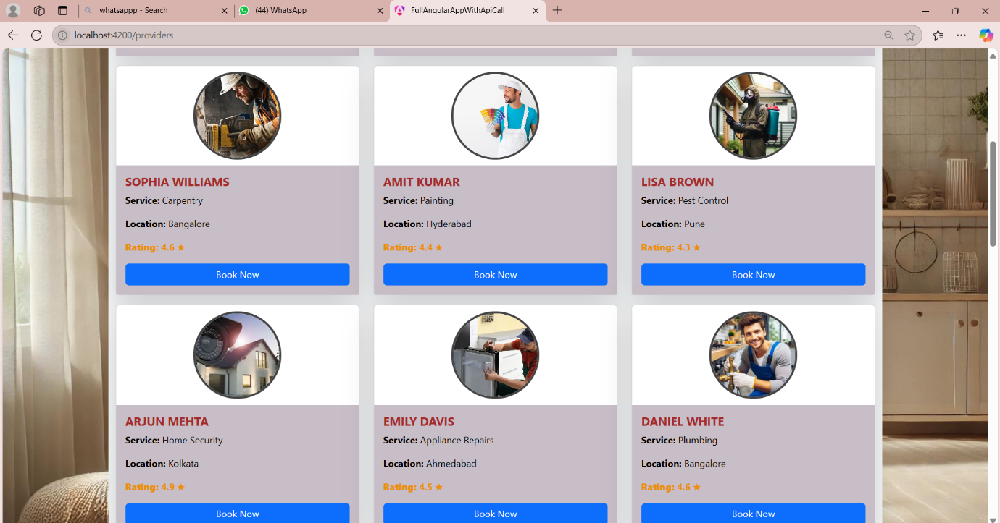 whatsappp - Search
(44) WhatsApp
FullAngularAppWithApiCall
localhost:4200/providers
SOPHIA WILLIAMS
Service: Carpentry
Location: Bangalore
Rating: 4.6 ★
Book Now
AMIT KUMAR
Service: Painting
Location: Hyderabad
Rating: 4.4 ★
Book Now
LISA BROWN
Service: Pest Control
Location: Pune
Rating: 4.3 ★
Book Now
ARJUN MEHTA
Service: Home Security
Location: Kolkata
Rating: 4.9 ★
Book Now
EMILY DAVIS
Service: Appliance Repairs
Location: Ahmedabad
Rating: 4.5 ★
Book Now
DANIEL WHITE
Service: Plumbing
Location: Bangalore
Rating: 4.6 ★
Book Now